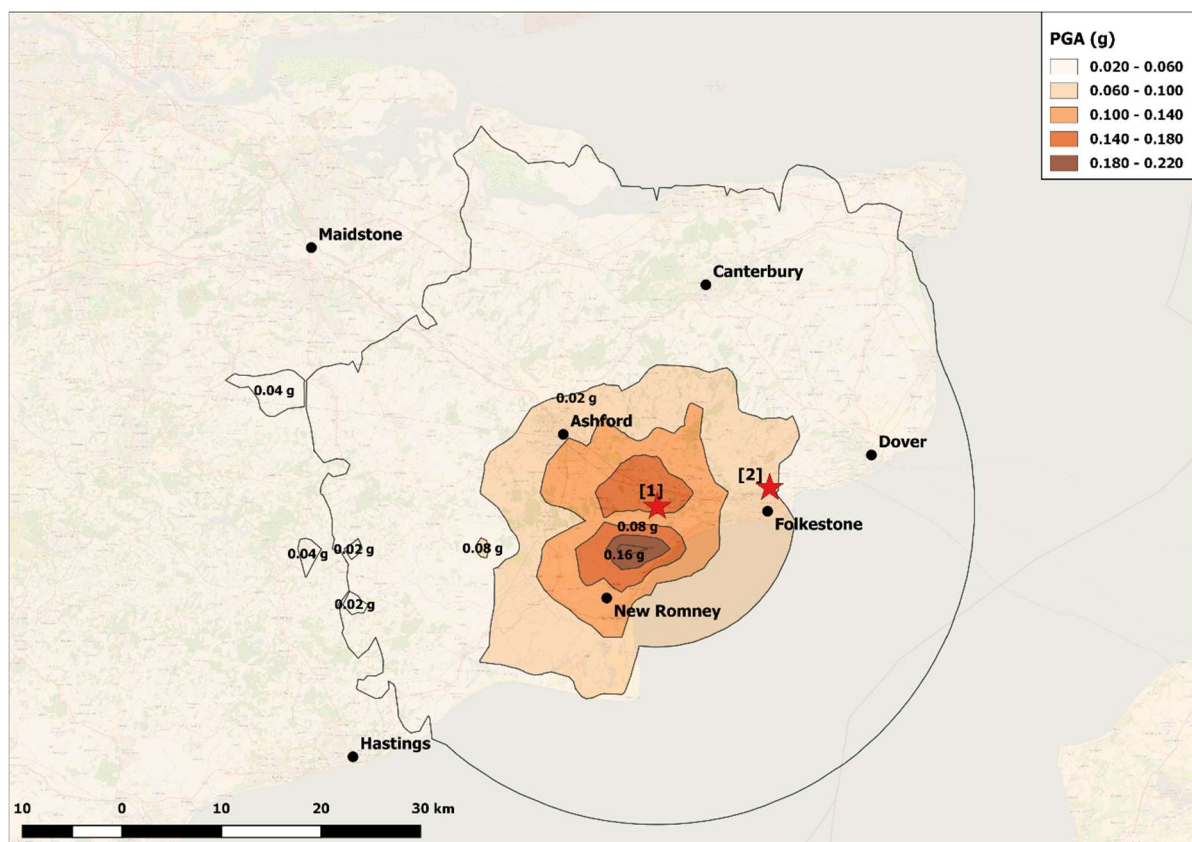 PGA (g)
0.020 - 0.060
0.060 - 0.100
0.100 - 0.140
0.140 - 0.180
0.180 - 0.220
Maidstone
Canterbury
0.04 g
0.02 g
Ashford
Dover
[2]
[1]
Folkestone
0.08 g
0.04 g
0.02 g
0.08 g
0.16 g
0.02 g
New Romney
Hastings
10 0 10 20 30 km